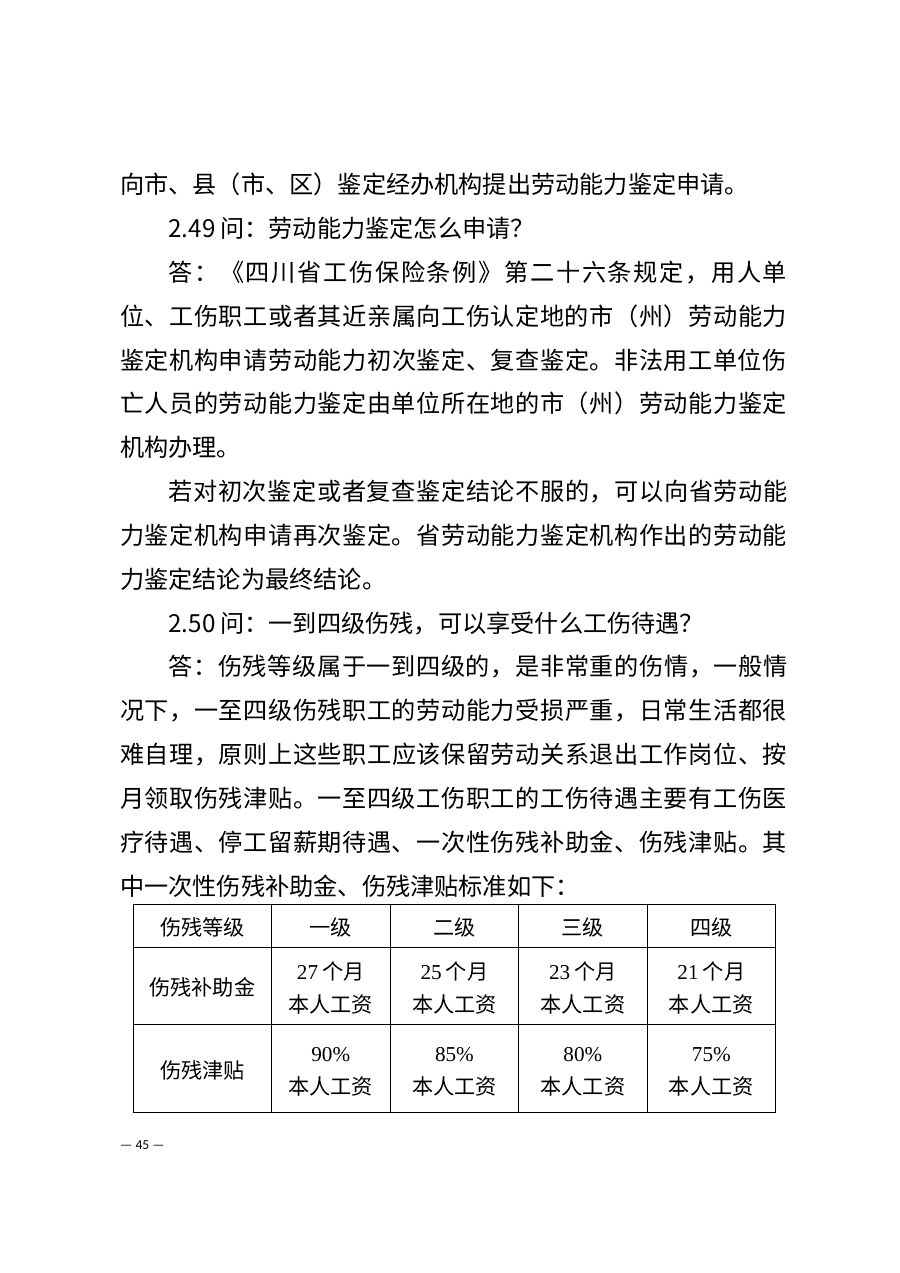 向市、县（市、区）鉴定经办机构提出劳动能力鉴定申请。
2.49 问：劳动能力鉴定怎么申请？
答：《四川省工伤保险条例》第二十六条规定，用人单
位、工伤职工或者其近亲属向工伤认定地的市（州）劳动能力
鉴定机构申请劳动能力初次鉴定、复查鉴定。非法用工单位伤
亡人员的劳动能力鉴定由单位所在地的市（州）劳动能力鉴定
机构办理。
若对初次鉴定或者复查鉴定结论不服的，可以向省劳动能
力鉴定机构申请再次鉴定。省劳动能力鉴定机构作出的劳动能
力鉴定结论为最终结论。
2.50 问：一到四级伤残，可以享受什么工伤待遇？
答：伤残等级属于一到四级的，是非常重的伤情，一般情
况下，一至四级伤残职工的劳动能力受损严重，日常生活都很
难自理，原则上这些职工应该保留劳动关系退出工作岗位、按
月领取伤残津贴。一至四级工伤职工的工伤待遇主要有工伤医
疗待遇、停工留薪期待遇、一次性伤残补助金、伤残津贴。其
中一次性伤残补助金、伤残津贴标准如下：
伤残等级 一级 二级 三级 四级
伤残补助金 27 个月 本人工资 25 个月 本人工资 23 个月 本人工资 21 个月 本人工资
伤残津贴 90% 本人工资 85% 本人工资 80% 本人工资 75% 本人工资
— 45 —